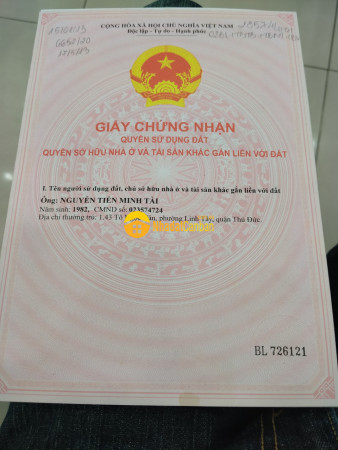 CỘNG HÒA XÃ HỘI CHỦ NGHĨA VIỆT NAM
Độc lập - Tự do - Hạnh phúc
GIẤY CHỨNG NHẬN
QUYỀN SỬ DỤNG ĐẤT
QUYỀN SỞ HỮU NHÀ Ở VÀ TÀI SẢN KHÁC GẮN LIỀN VỚI ĐẤT
I. Tên người sử dụng đất, chủ sở hữu nhà ở và tài sản khác gắn liền với đất
Ông: NGUYỄN TIẾN MINH TÀI
Năm sinh: 1982, CMND số: 023574724
Địa chỉ thường trú: 1.43 Tô phường Linh Tây, quận Thủ Đức.
BL 726121